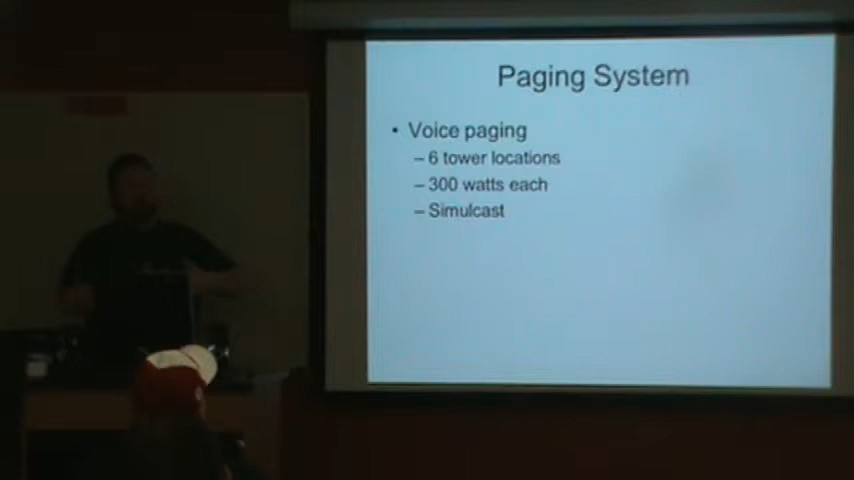 Paging System
• Voice paging
– 6 tower locations
– 300 watts each
– Simulcast